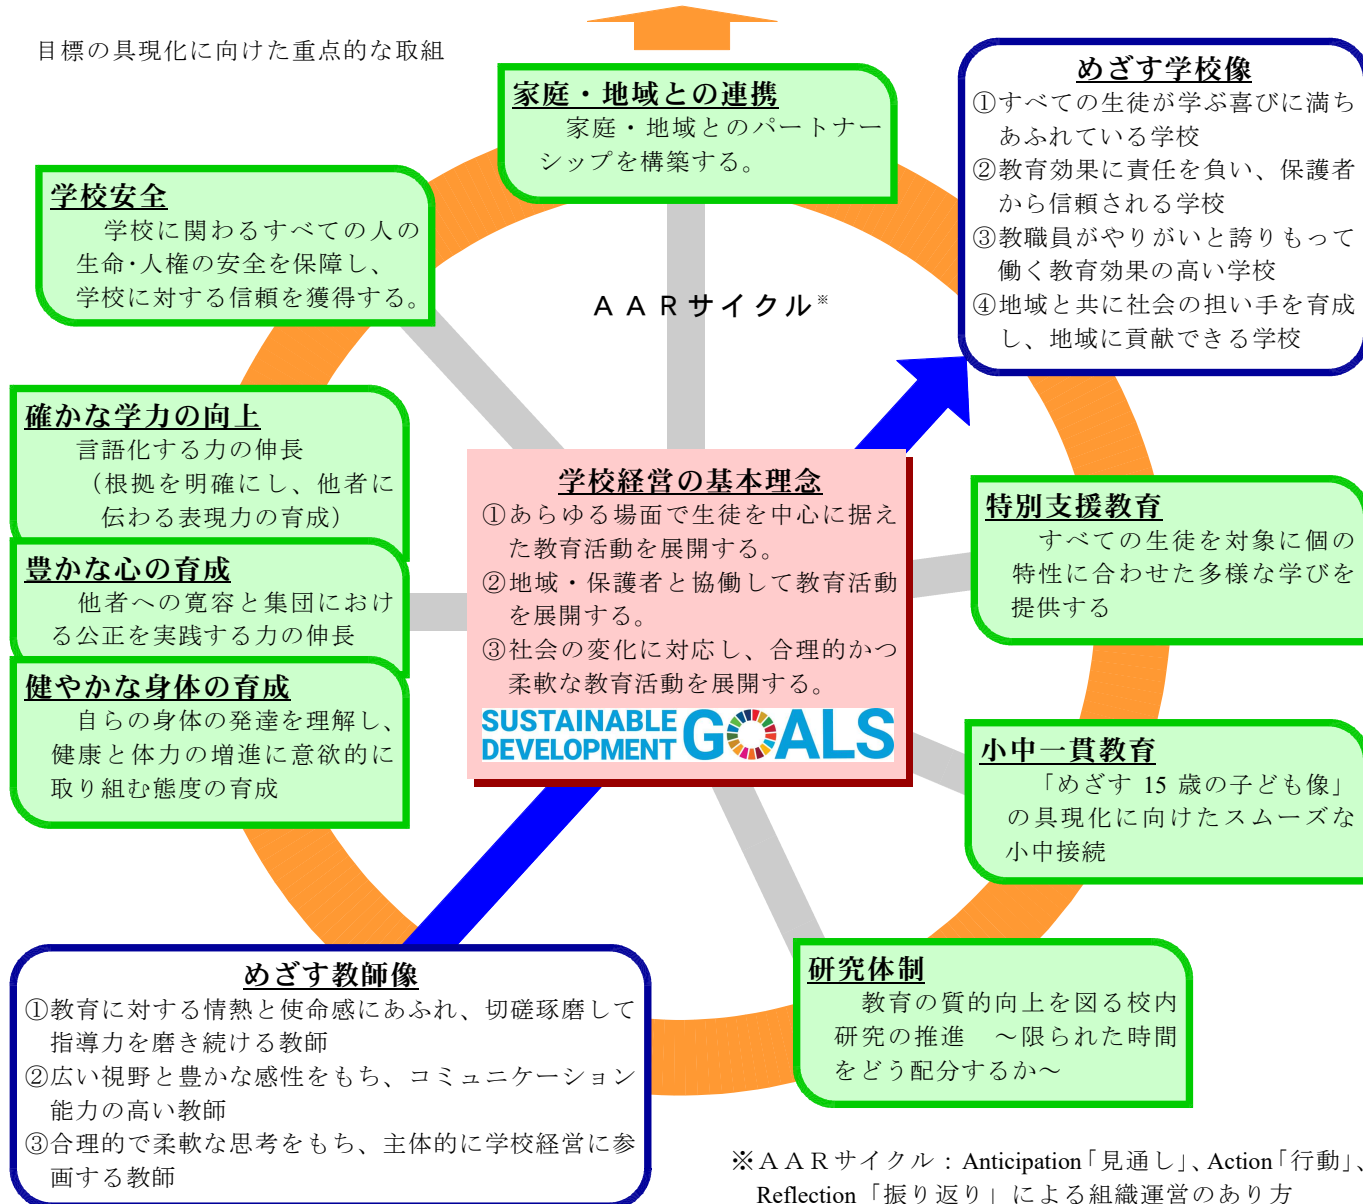 目標の具現化に向けた重点的な取組
家庭・地域との連携
家庭・地域とのパートナー
シップを構築する。
めざす学校像
①すべての生徒が学ぶ喜びに満ち
あふれている学校
②教育効果に責任を負い、保護者
から信頼される学校
③教職員がやりがいと誇りもって
働く教育効果の高い学校
④地域と共に社会の担い手を育成
し、地域に貢献できる学校
学校安全
学校に関わるすべての人の
生命・人権の安全を保障し、
学校に対する信頼を獲得する。
ＡＡＲサイクル※
確かな学力の向上
言語化する力の伸長
（根拠を明確にし、他者に
伝わる表現力の育成）
豊かな心の育成
他者への寛容と集団におけ
る公正を実践する力の伸長
健やかな身体の育成
自らの身体の発達を理解し、
健康と体力の増進に意欲的に
取り組む態度の育成
学校経営の基本理念
①あらゆる場面で生徒を中心に据え
た教育活動を展開する。
②地域・保護者と協働して教育活動
を展開する。
③社会の変化に対応し、合理的かつ
柔軟な教育活動を展開する。
SUSTAINABLE
DEVELOPMENT
GOALS
特別支援教育
すべての生徒を対象に個の
特性に合わせた多様な学びを
提供する
小中一貫教育
「めざす 15 歳の子ども像」
の具現化に向けたスムーズな
小中接続
研究体制
教育の質的向上を図る校内
研究の推進　～限られた時間
をどう配分するか～
めざす教師像
①教育に対する情熱と使命感にあふれ、切磋琢磨して
指導力を磨き続ける教師
②広い視野と豊かな感性をもち、コミュニケーション
能力の高い教師
③合理的で柔軟な思考をもち、主体的に学校経営に参
画する教師
※ＡＡＲサイクル：Anticipation「見通し」、Action「行動」、
Reflection「振り返り」による組織運営のあり方